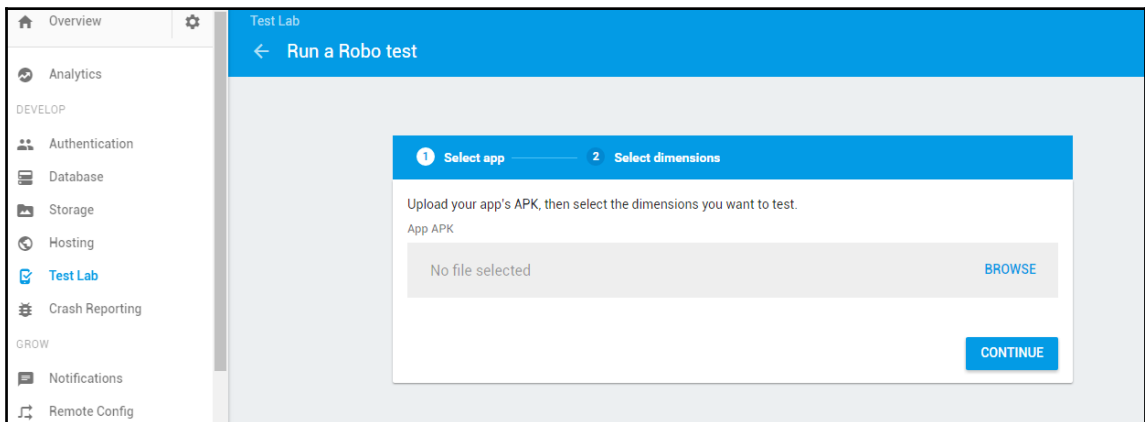 Overview
Analytics
DEVELOP
Authentication
Database
Storage
Hosting
Test Lab
Crash Reporting
GROW
Notifications
Remote Config
Test Lab
Run a Robo test
1 Select app 2 Select dimensions
Upload your app's APK, then select the dimensions you want to test.
App APK
No file selected BROWSE
CONTINUE